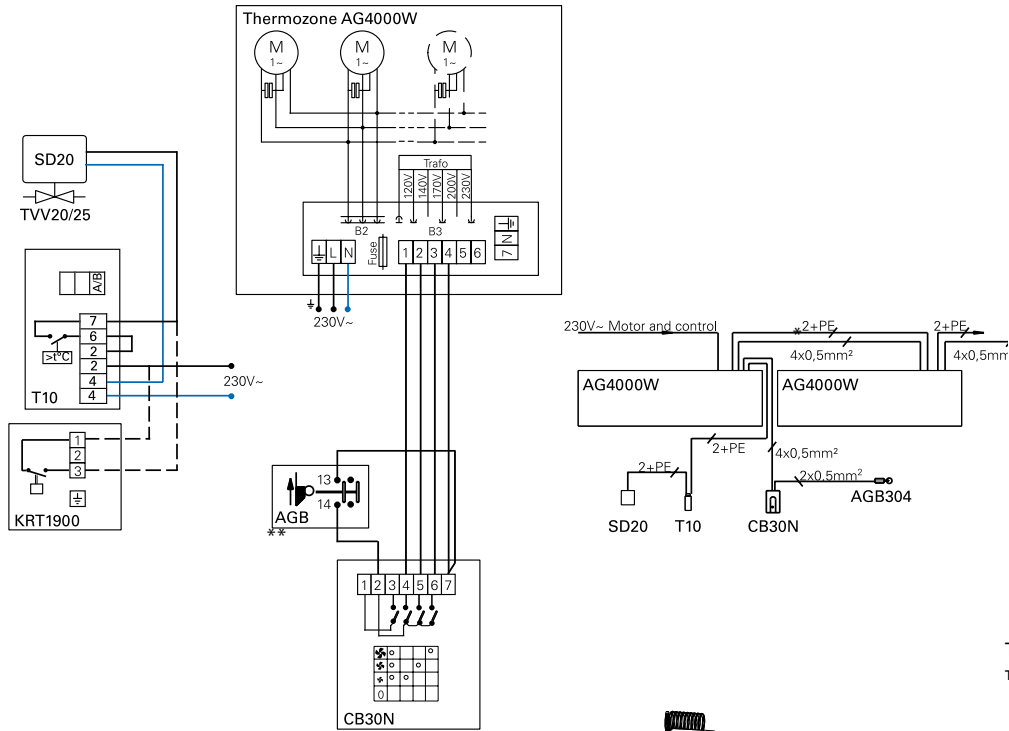 Thermozone AG4000W
M
1~
M
1~
M
1~
SD20
TVV20/25
Trafo
120V
140V
170V
200V
230V
B2
B3
Fuse
L N
1 2 3 4 5 6
7 N
230V~
A/B
7
6
2
2
4
4
>t°C
T10
230V~
1
2
3
KRT1900
13
14
AGB
**
1 2 3 4 5 6 7
0
CB30N
230V~ Motor and control
*2+PE
2+PE
4x0,5mm²
4x0,5mm
AG4000W
AG4000W
2+PE
4x0,5mm²
2+PE
2x0.5mm²
AGB304
SD20
T10
CB30N